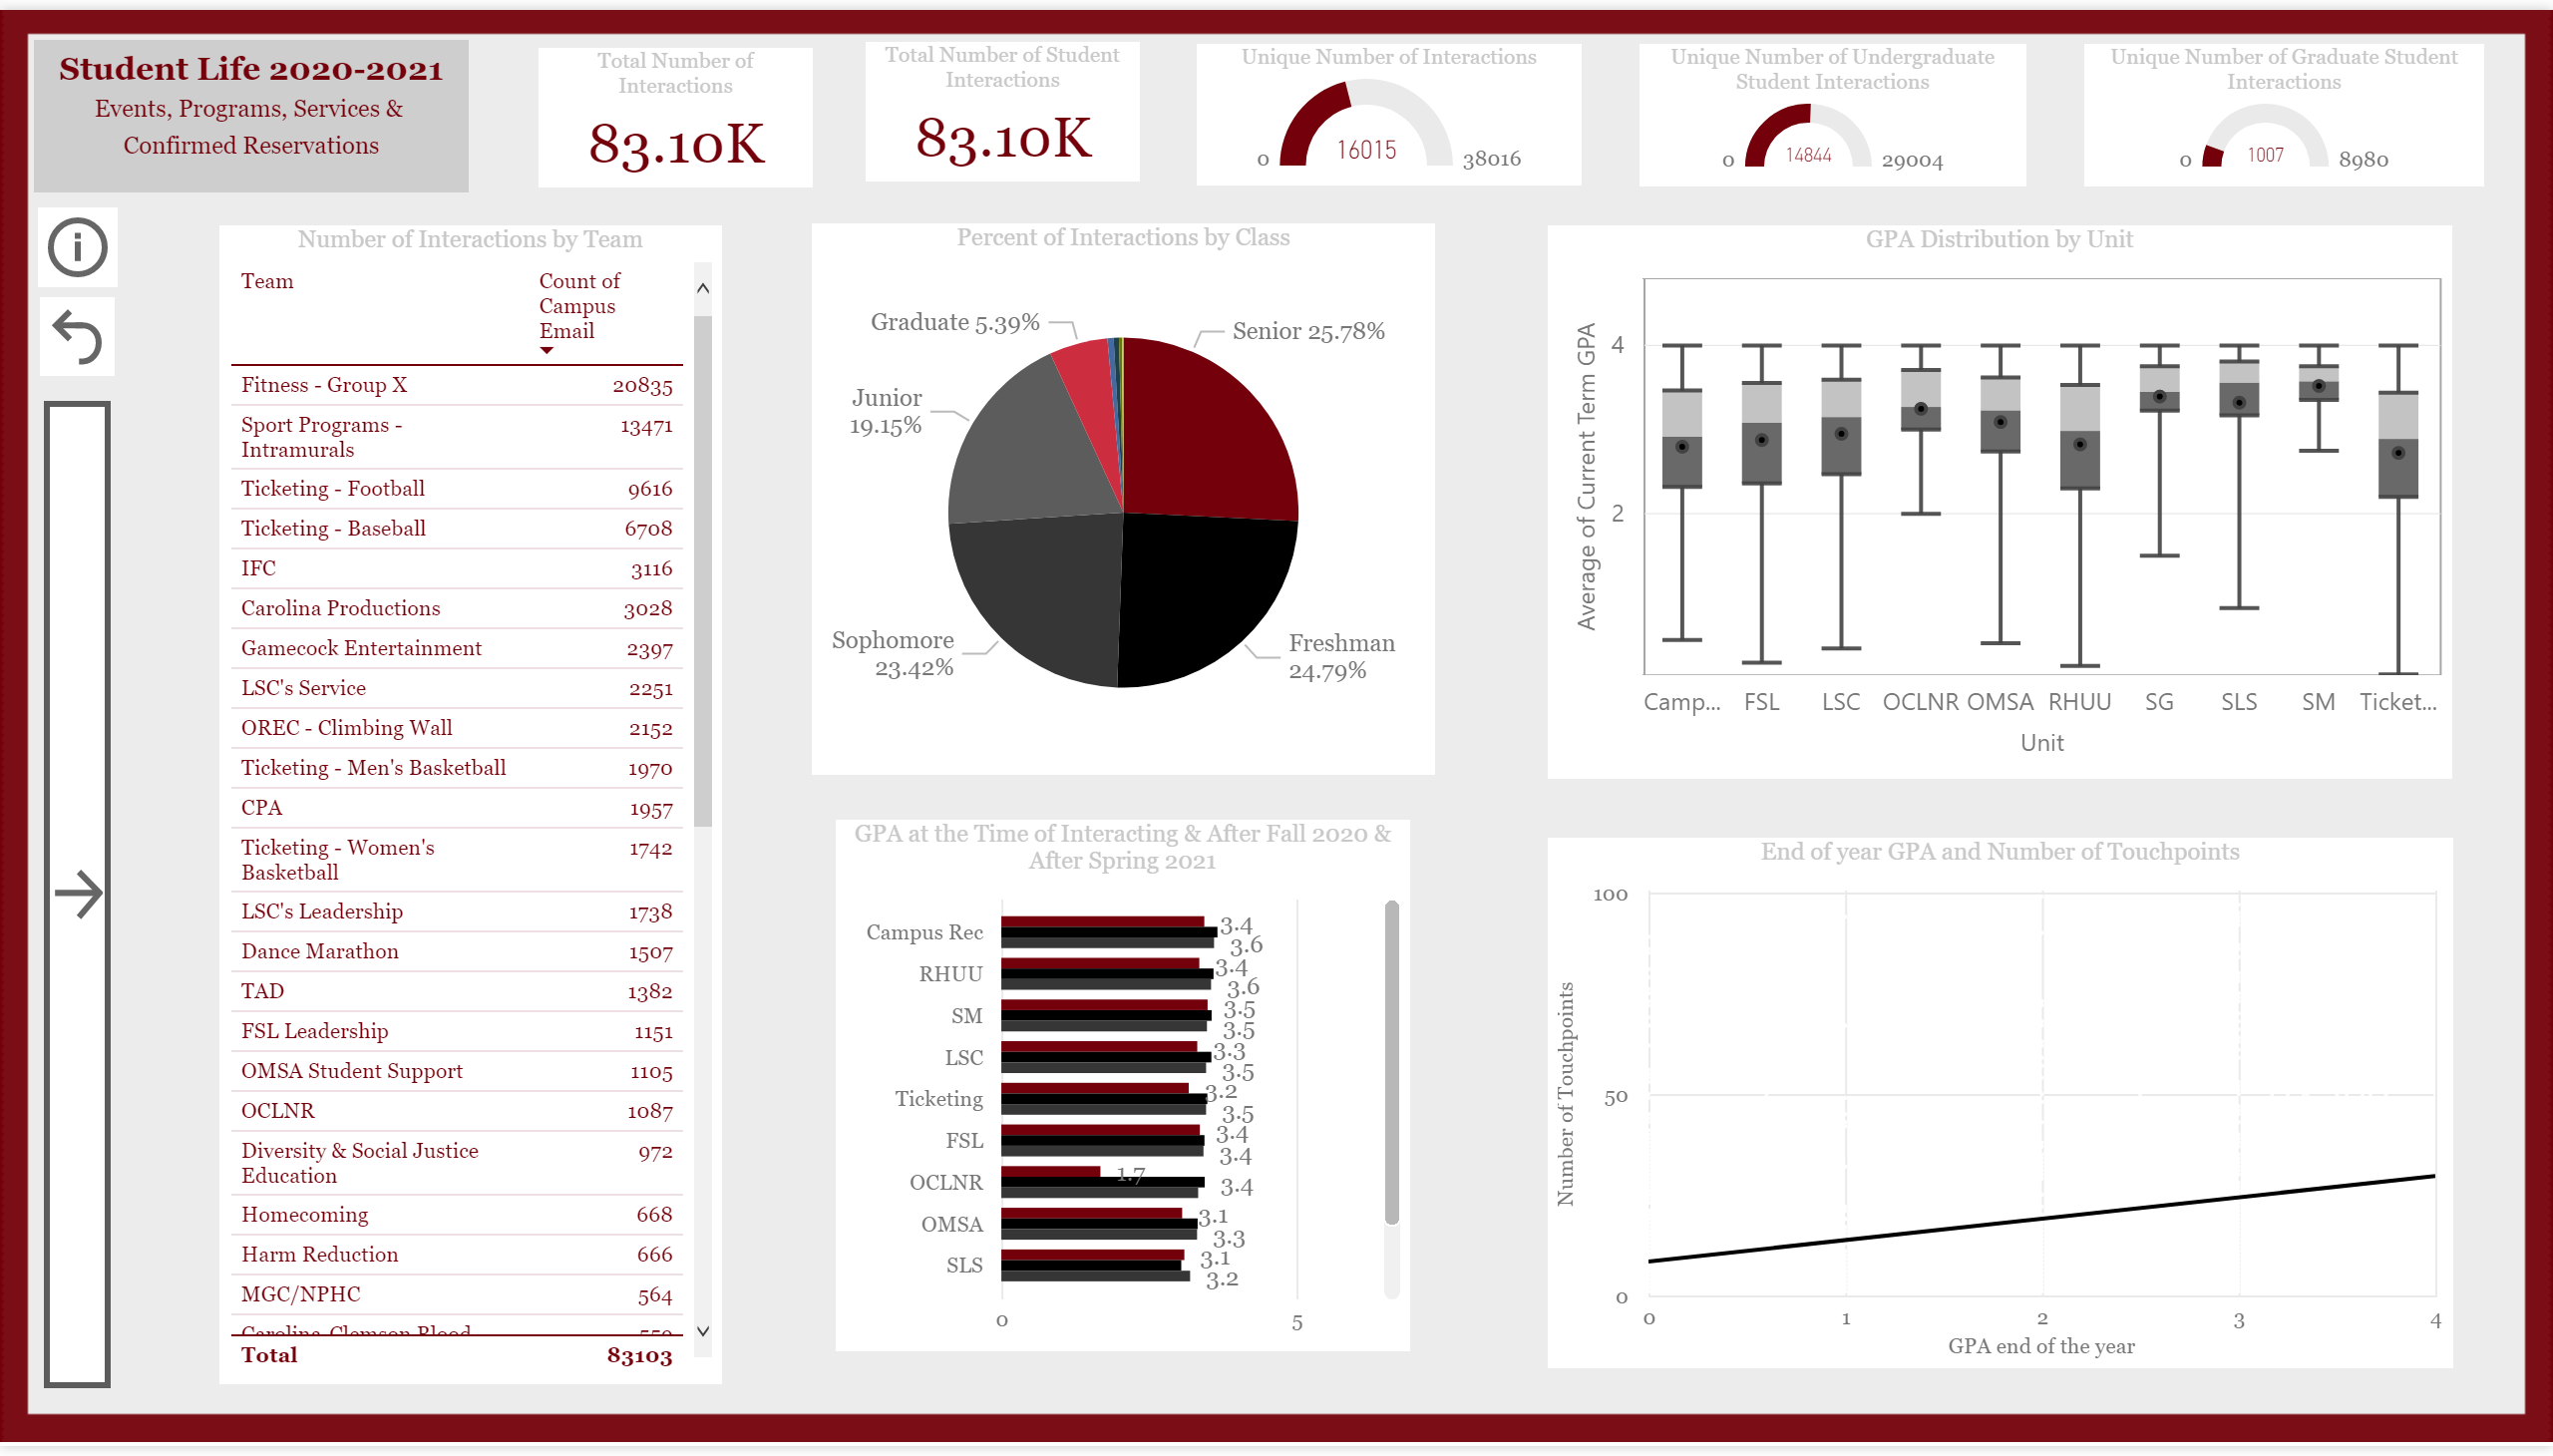 Student Life 2020-2021
Events, Programs, Services &
Confirmed Reservations
Total Number of
Interactions
83.10K
Total Number of Student
Interactions
83.10K
Unique Number of Interactions
0 16015 38016
Unique Number of Undergraduate
Student Interactions
0 14844 29004
Unique Number of Graduate Student
Interactions
0 1007 8980
Number of Interactions by Team
Team Count of
Campus
Email
Fitness - Group X 20835
Sport Programs - 13471
Intramurals
Ticketing - Football 9616
Ticketing - Baseball 6708
IFC 3116
Carolina Productions 3028
Gamecock Entertainment 2397
LSC's Service 2251
OREC - Climbing Wall 2152
Ticketing - Men's Basketball 1970
CPA 1957
Ticketing - Women's 1742
Basketball
LSC's Leadership 1738
Dance Marathon 1507
TAD 1382
FSL Leadership 1151
OMSA Student Support 1105
OCLNR 1087
Diversity & Social Justice 972
Education
Homecoming 668
Harm Reduction 666
MGC/NPHC 564
Carolina-Clemson Blood
Total 83103
Percent of Interactions by Class
Graduate 5.39%
Senior 25.78%
Junior
19.15%
Sophomore
23.42%
Freshman
24.79%
GPA Distribution by Unit
Average of Current Term GPA
4
2
Camp... FSL LSC OCLNR OMSA RHUU SG SLS SM Ticket...
Unit
GPA at the Time of Interacting & After Fall 2020 &
After Spring 2021
Campus Rec 3.4
3.6
RHUU 3.4
3.6
SM 3.5
3.5
LSC 3.3
3.5
Ticketing 3.2
3.5
FSL 3.4
3.4
OCLNR 1.7
3.4
OMSA 3.1
3.3
SLS 3.1
3.2
0 5
End of year GPA and Number of Touchpoints
Number of Touchpoints
100
50
0
0 1 2 3 4
GPA end of the year